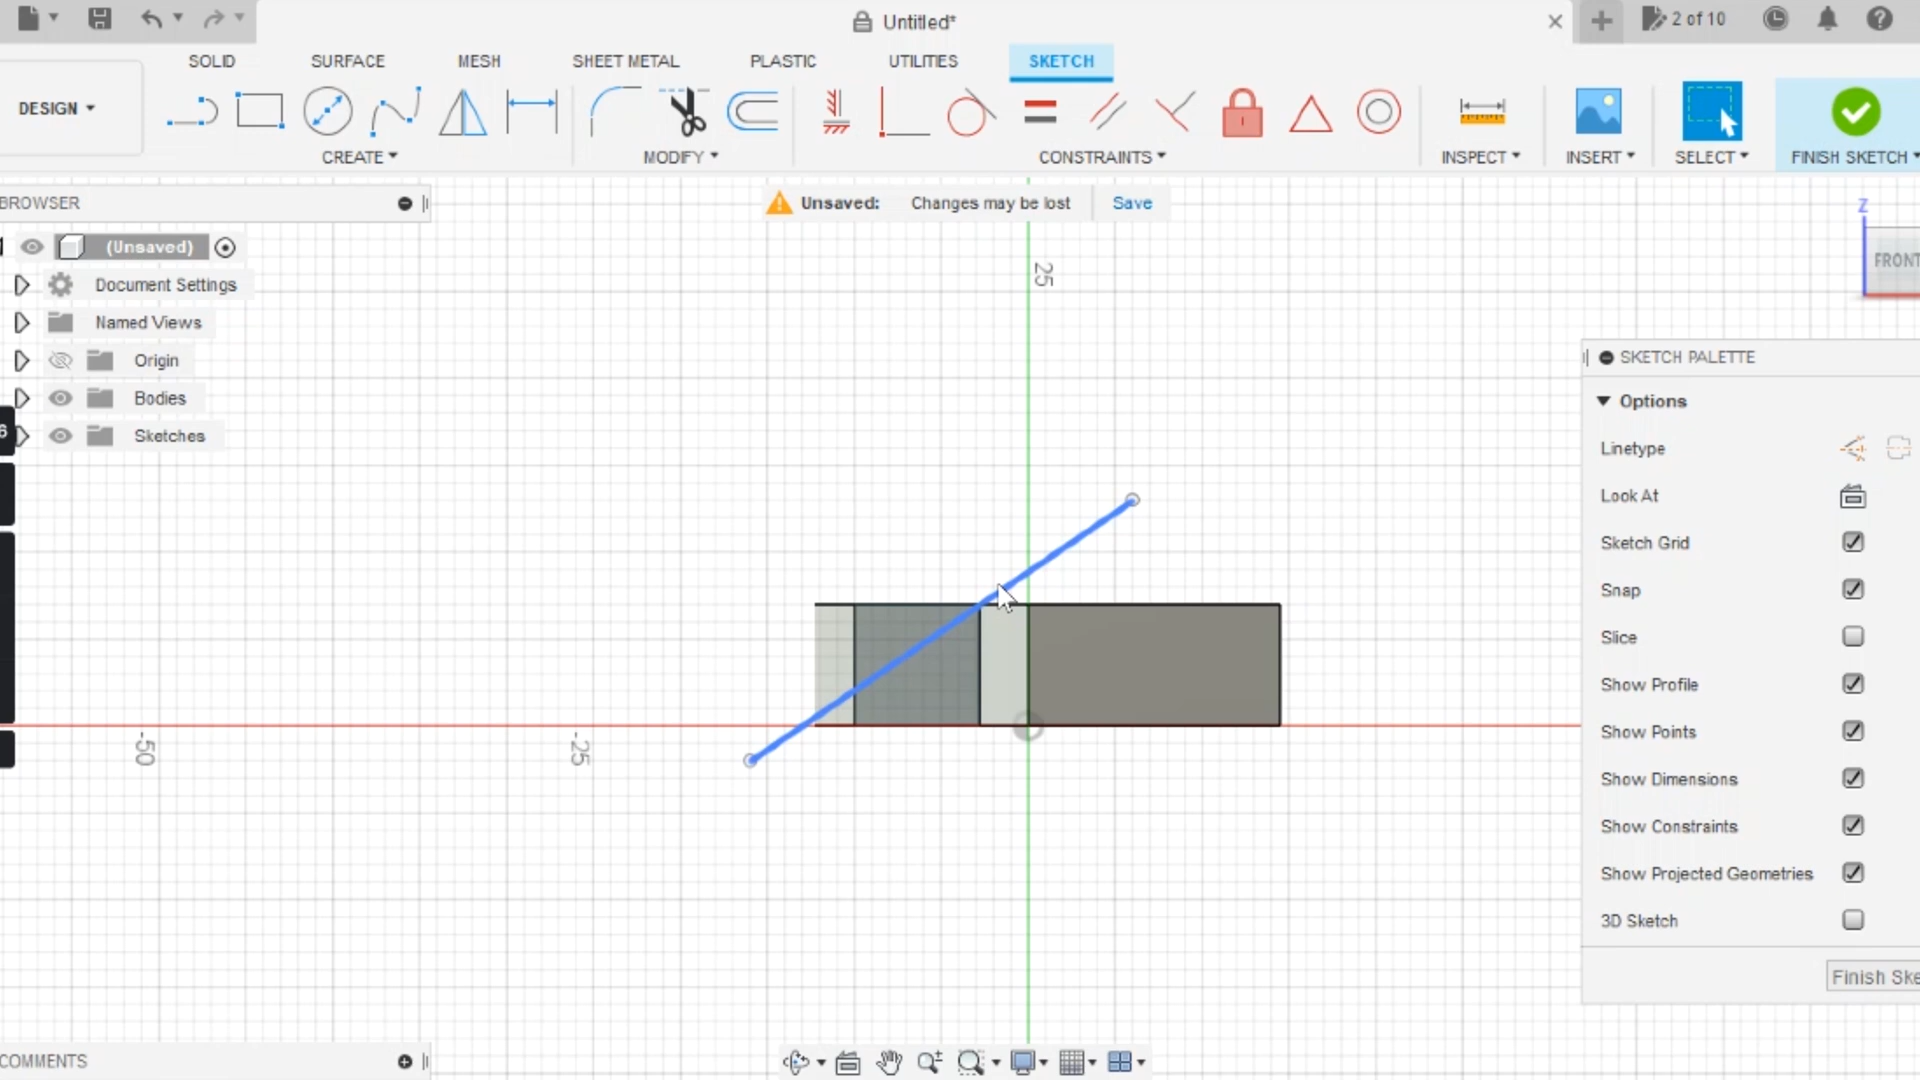 Untitled*
2 of 10
SOLID SURFACE MESH SHEET METAL PLASTIC UTILITIES SKETCH
DESIGN
CREATE MODIFY CONSTRAINTS INSPECT INSERT SELECT FINISH SKETCH
BROWSER
Unsaved: Changes may be lost Save
(Unsaved)
Document Settings
Named Views
Origin
Bodies
Sketches
6
25
-50
-25
Z
FRONT
SKETCH PALETTE
Options
Linetype
Look At
Sketch Grid
Snap
Slice
Show Profile
Show Points
Show Dimensions
Show Constraints
Show Projected Geometries
3D Sketch
Finish Ske
COMMENTS